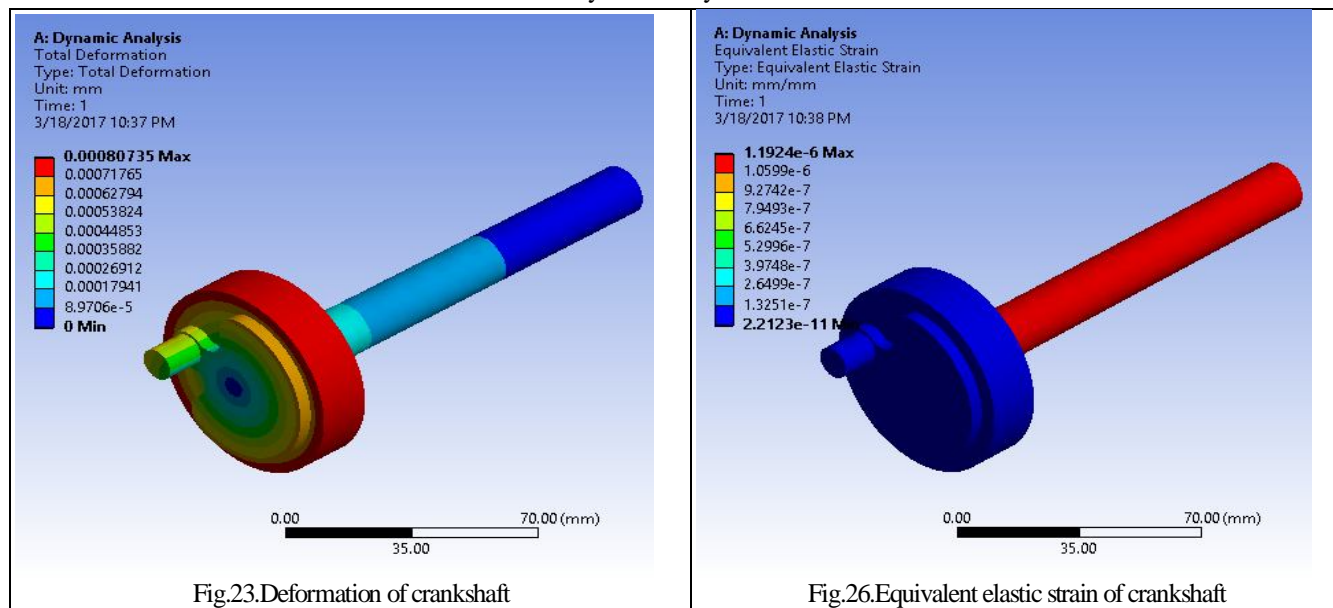 A: Dynamic Analysis
Total Deformation
Type: Total Deformation
Unit: mm
Time: 1
3/18/2017 10:37 PM
0.00080735 Max
0.00071765
0.00062794
0.00053824
0.00044853
0.00035882
0.00026912
0.00017941
8.9706e-5
0 Min
0.00
70.00 (mm)
35.00
Fig.23.Deformation of crankshaft
A: Dynamic Analysis
Equivalent Elastic Strain
Type: Equivalent Elastic Strain
Unit: mm/mm
Time: 1
3/18/2017 10:38 PM
1.1924e-6 Max
1.0599e-6
9.2742e-7
7.9493e-7
6.6245e-7
5.2996e-7
3.9748e-7
2.6499e-7
1.3251e-7
2.2123e-11
0.00
70.00 (mm)
35.00
Fig.26.Equivalent elastic strain of crankshaft